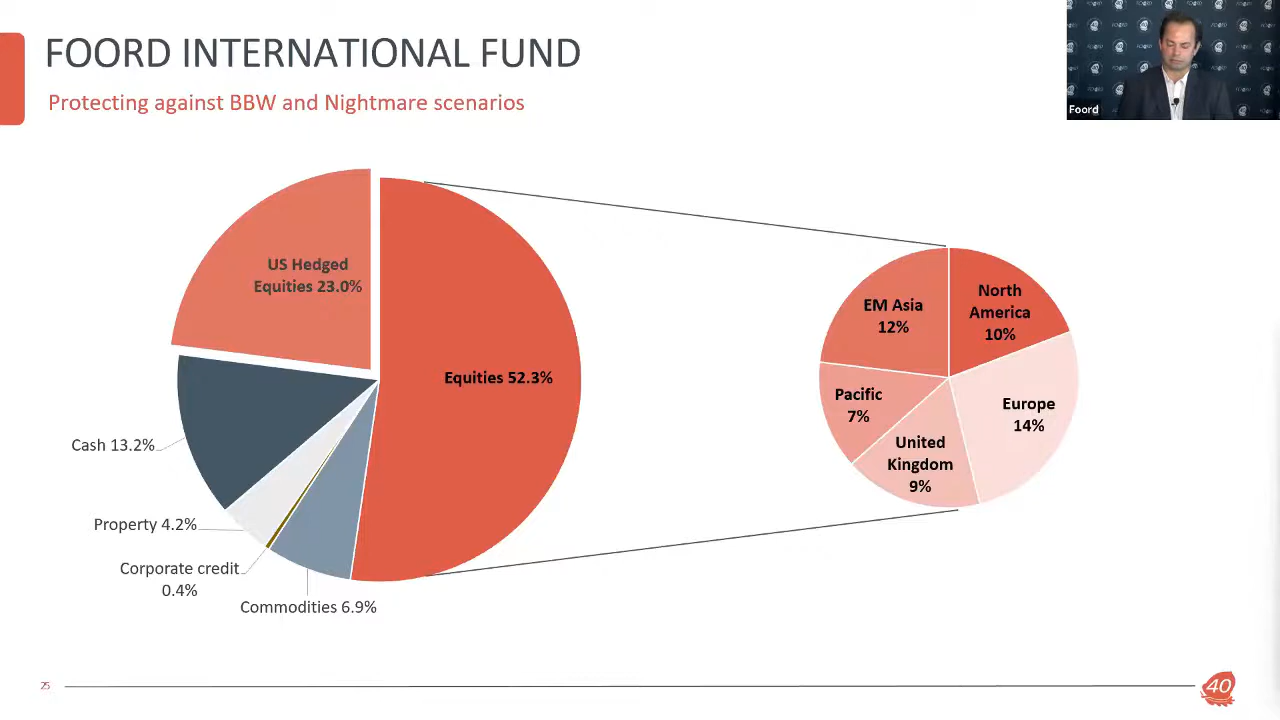 FOORD INTERNATIONAL FUND
Protecting against BBW and Nightmare scenarios
Foord
US Hedged
Equities 23.0%
Equities 52.3%
Cash 13.2%
Property 4.2%
Corporate credit
0.4%
Commodities 6.9%
EM Asia
12%
North
America
10%
Pacific
7%
Europe
14%
United
Kingdom
9%
25
40